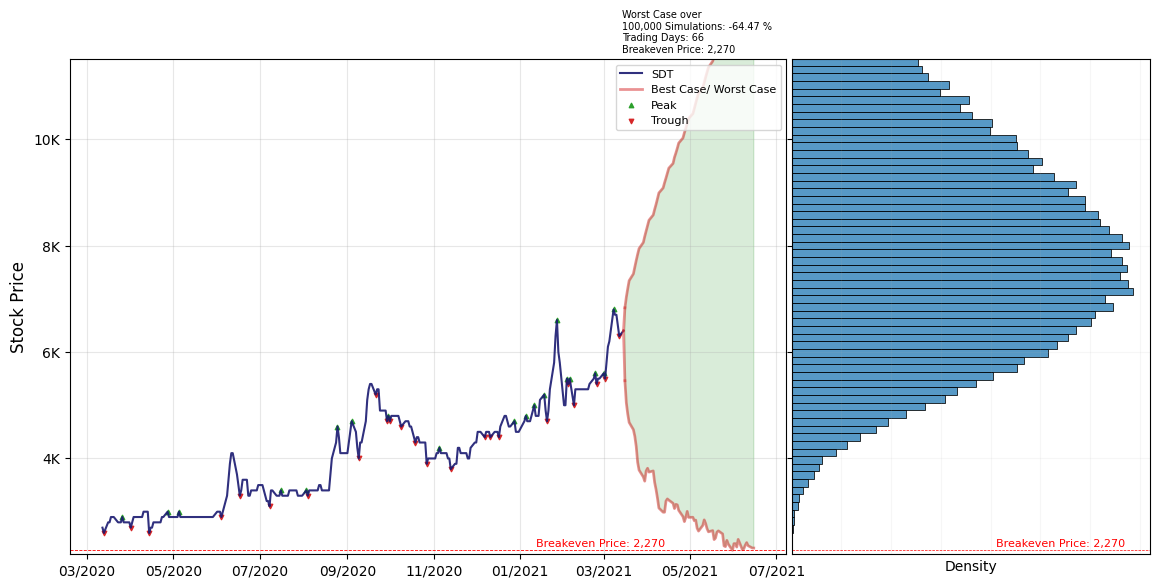 Worst Case over
100,000 Simulations: -64.47 %
Trading Days: 66
Breakeven Price: 2,270
SDT
Best Case/ Worst Case
Peak
Trough
Stock Price
10K
8K
6K
4K
Breakeven Price: 2,270
Breakeven Price: 2,270
03/2020 05/2020 07/2020 09/2020 11/2020 01/2021 03/2021 05/2021 07/2021
Density